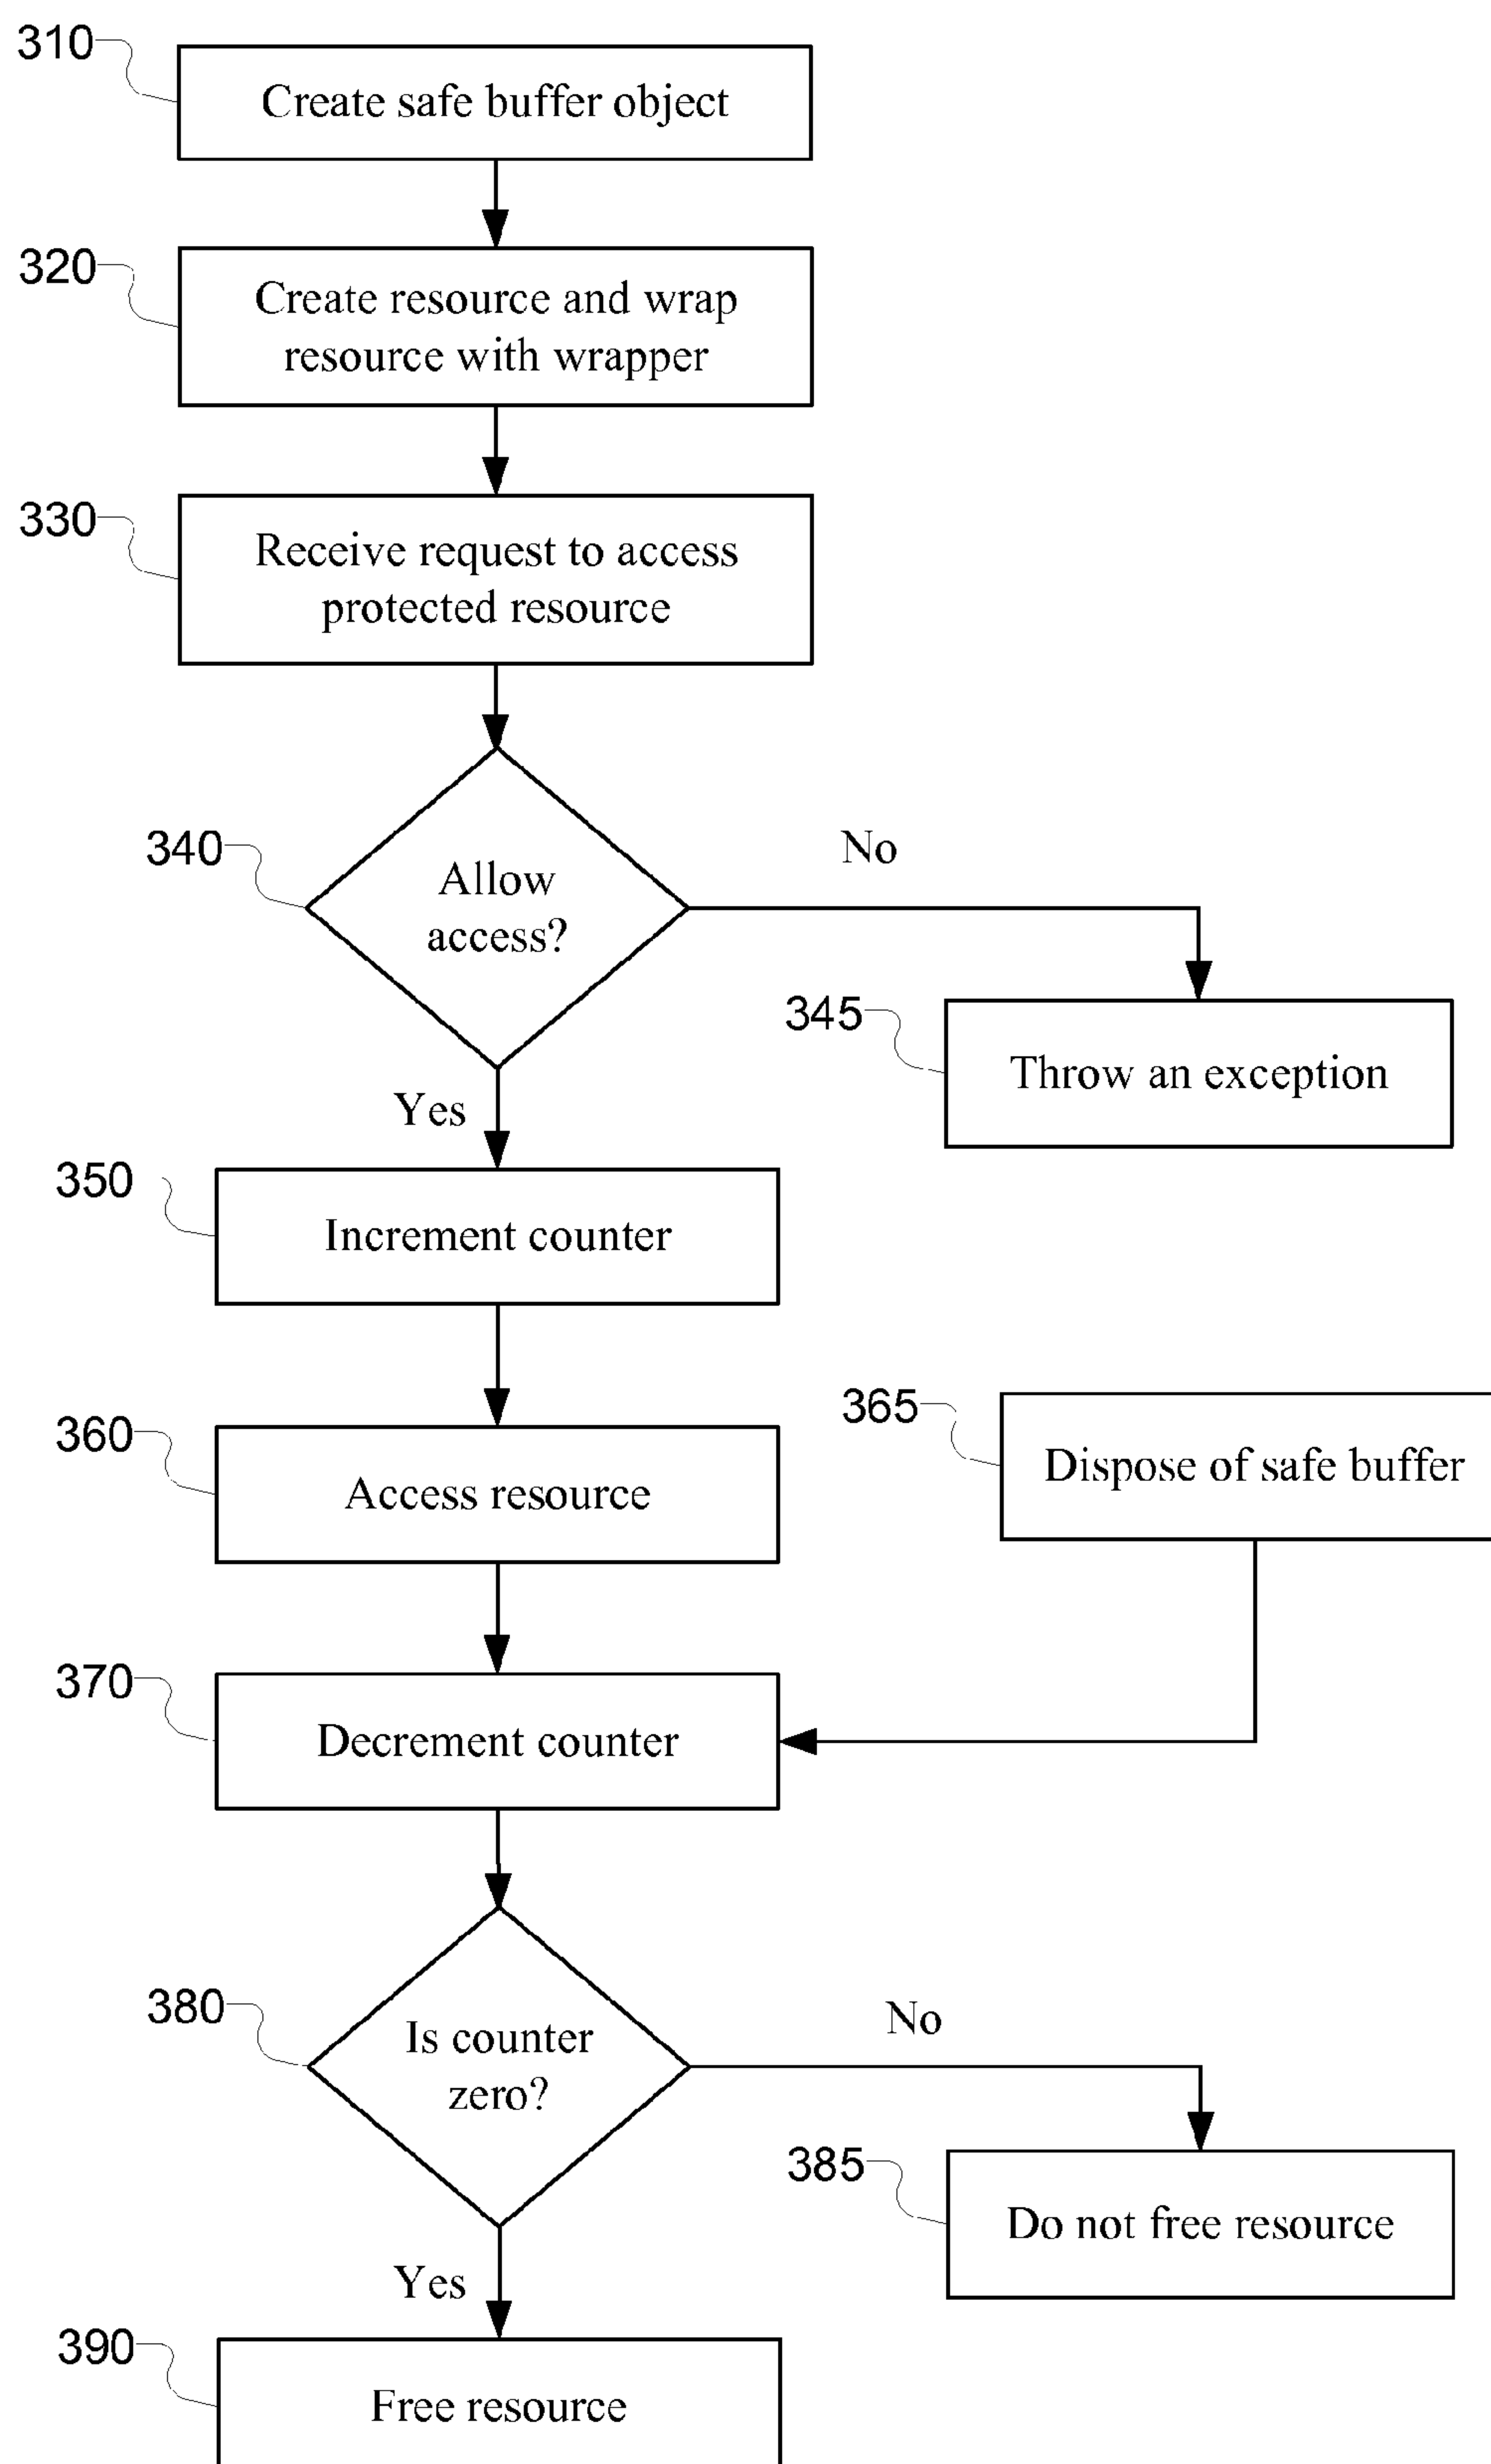 310
Create safe buffer object
320
Create resource and wrap
resource with wrapper
330
Receive request to access
protected resource
340
Allow
access?
No
345
Throw an exception
Yes
350
Increment counter
360
Access resource
365
Dispose of safe buffer
370
Decrement counter
380
Is counter
zero?
No
385
Do not free resource
Yes
390
Free resource